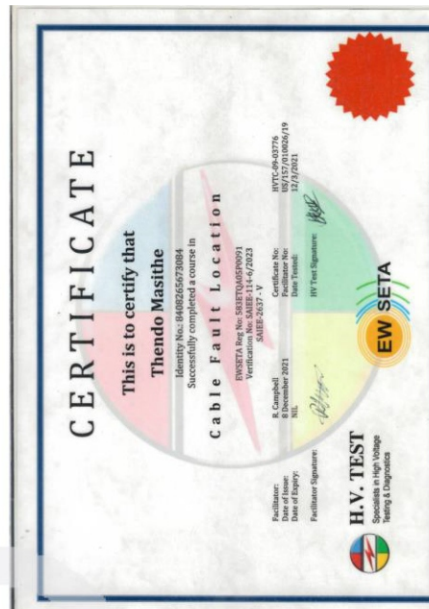 CERTIFICATE
This is to certify that
Thendo Masithe
Identity No.: 8408265673084
Successfully completed a course in
Cable Fault Location
EWSETA Reg No: 583ETQA05P0091
Verification No: SAIEE-114-6/2023
SAIEE-2637 - V
Facilitator: R. Campbell
Date of Issue: 8 December 2021
Date of Expiry: NIL
Certificate No: HVTC-09-03776
Facilitator No: US/157/010026/19
Date Tested: 12/3/2021
Facilitator Signature:
HV Test Signature:
H.V. TEST
Specialists in High Voltage
Testing & Diagnostics
EW SETA